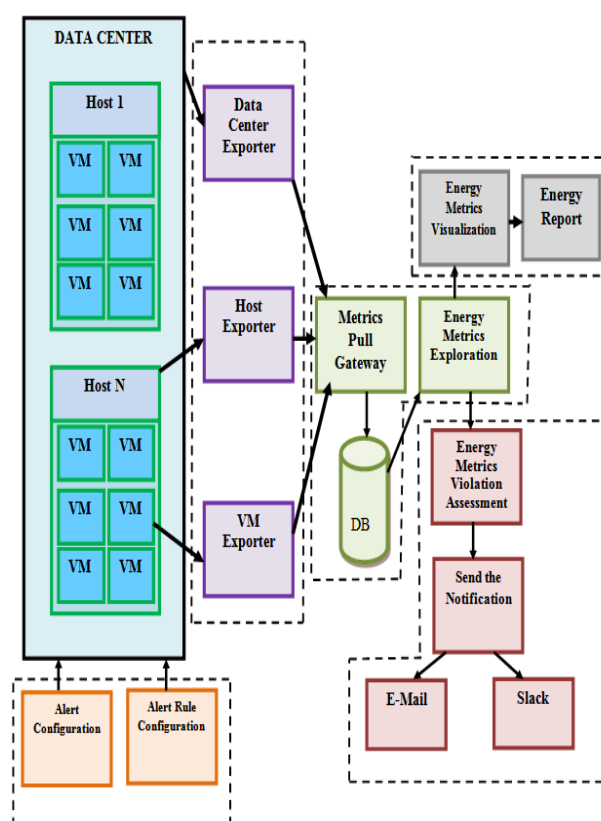 DATA CENTER
Host 1
VM VM
VM VM
VM VM
Host N
VM VM
VM VM
VM VM
Alert
Configuration
Alert Rule
Configuration
Data
Center
Exporter
Host
Exporter
VM
Exporter
Metrics
Pull
Gateway
DB
Energy
Metrics
Exploration
Energy
Metrics
Visualization
Energy
Report
Energy
Metrics
Violation
Assessment
Send the
Notification
E-Mail
Slack